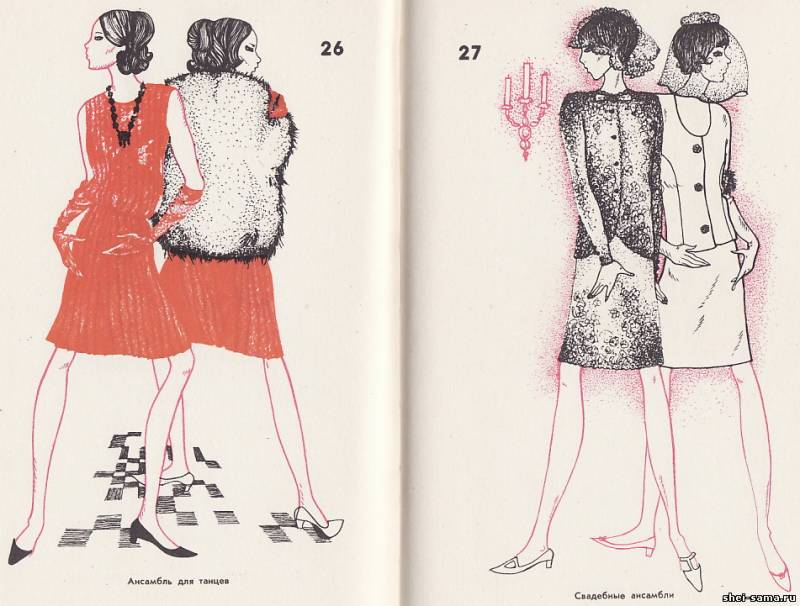 26
27
Ансамбль для танцев
Свадебные ансамбли
shei-sama.ru